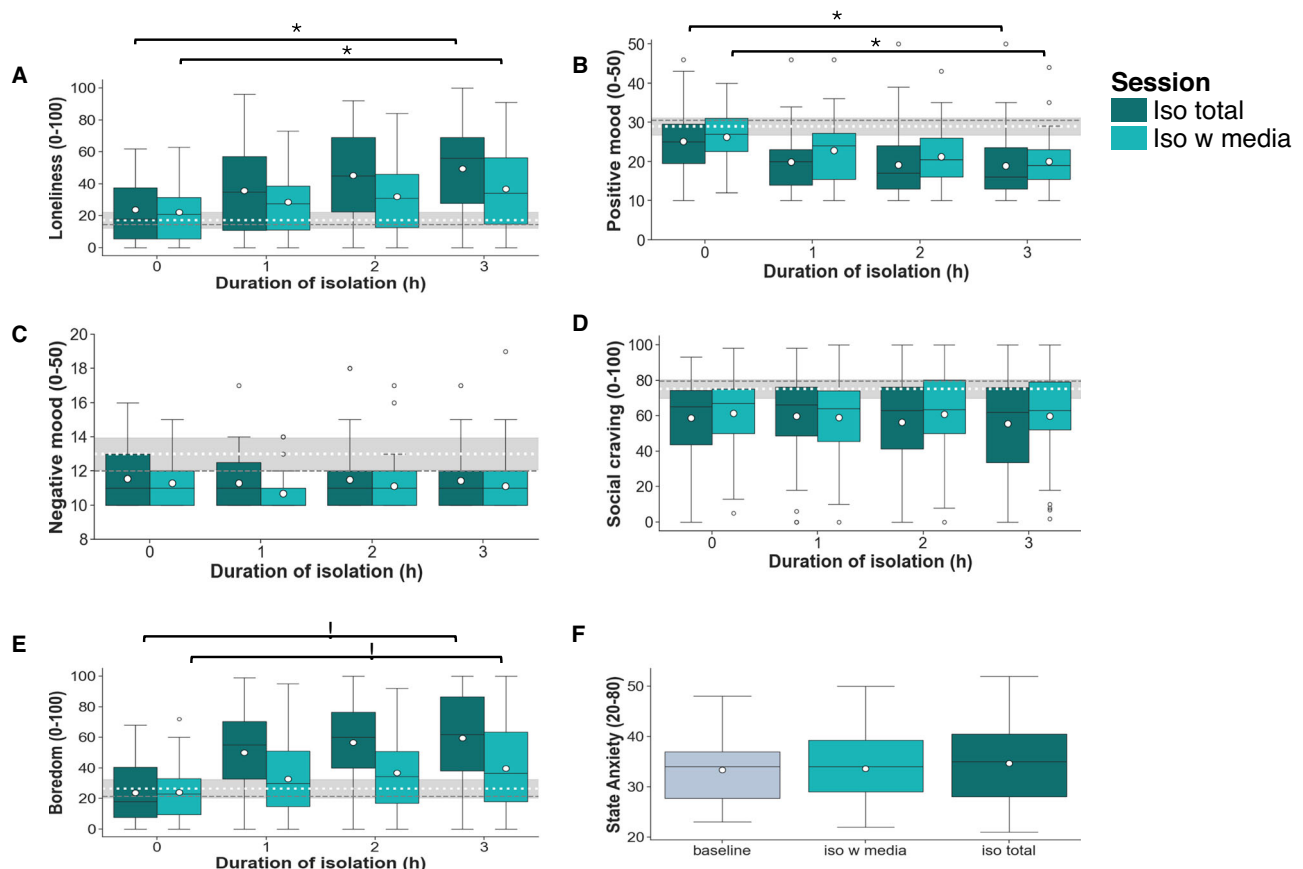 *
*
A
Loneliness (0-100)
100
80
60
40
20
0
0 1 2 3
Duration of isolation (h)
*
*
B
Positive mood (0-50)
50
40
30
20
10
0
0 1 2 3
Duration of isolation (h)
Session
Iso total
Iso w media
C
Negative mood (0-50)
20
18
16
14
12
10
8
0 1 2 3
Duration of isolation (h)
D
Social craving (0-100)
100
80
60
40
20
0
0 1 2 3
Duration of isolation (h)
!
!
E
Boredom (0-100)
100
80
60
40
20
0
0 1 2 3
Duration of isolation (h)
F
State Anxiety (20-80)
50
40
30
20
baseline iso w media iso total